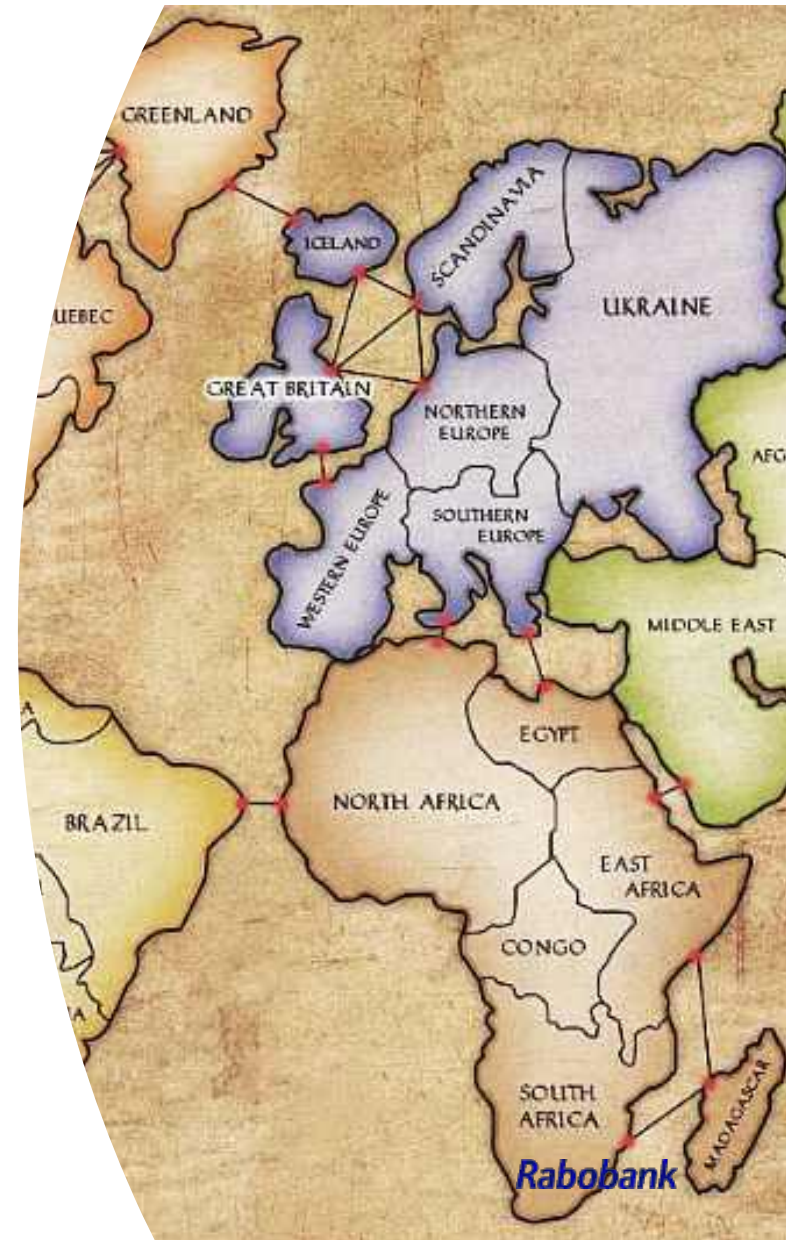 GREENLAND
SCANDINAVIA
ICELAND
UKRAINE
UEBEC
GREAT BRITAIN
NORTHERN
EUROPE
AFG
WESTERN EUROPE
SOUTHERN
EUROPE
MIDDLE EAST
A
EGYPT
NORTH AFRICA
BRAZIL
EAST
AFRICA
CONGO
IA
SOUTH
AFRICA
MADAGASCAR
Rabobank